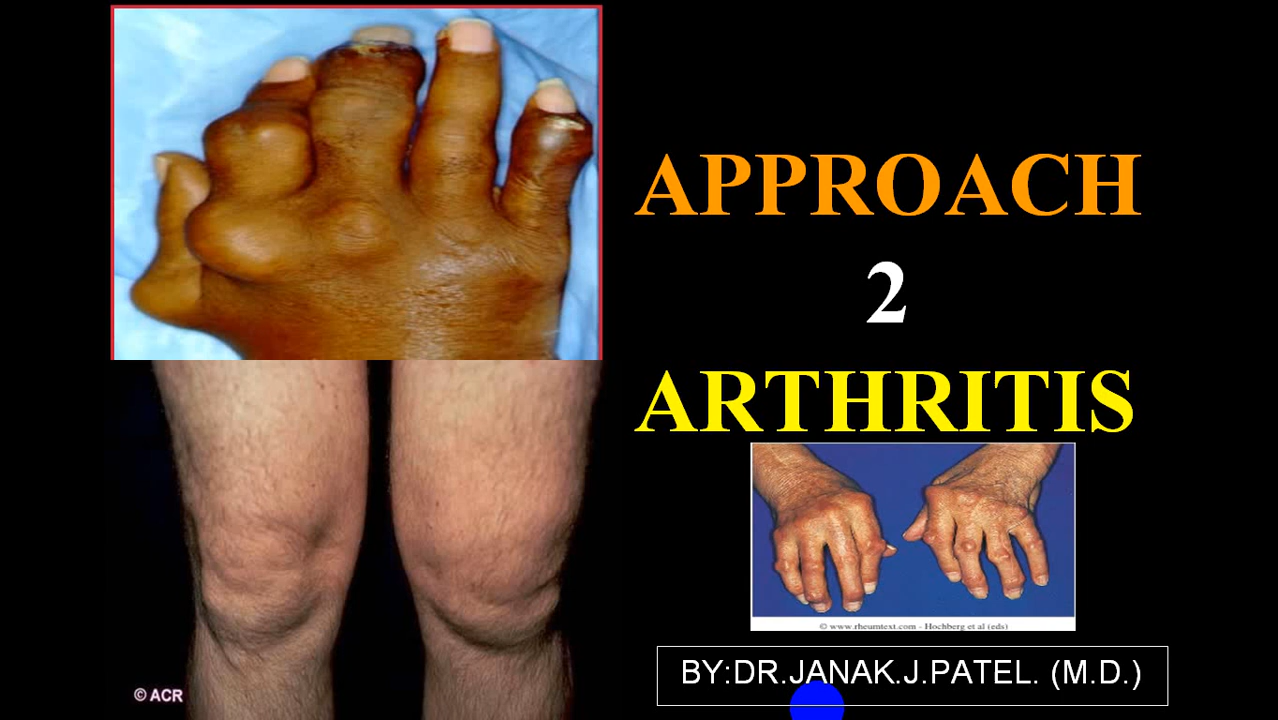 APPROACH
2
ARTHRITIS
© www.rheumtext.com - Hochberg et al (eds)
BY:DR.JANAK.J.PATEL. (M.D.)
© ACR